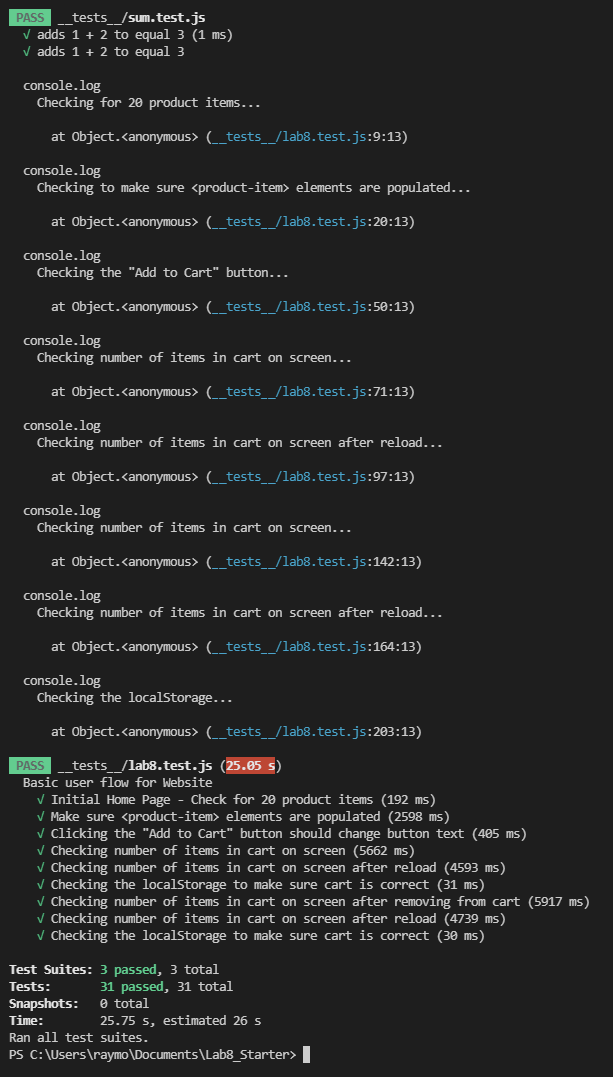 PASS __tests__/sum.test.js
√ adds 1 + 2 to equal 3 (1 ms)
√ adds 1 + 2 to equal 3
console.log
Checking for 20 product items...
at Object.<anonymous> (__tests__/lab8.test.js:9:13)
console.log
Checking to make sure <product-item> elements are populated...
at Object.<anonymous> (__tests__/lab8.test.js:20:13)
console.log
Checking the "Add to Cart" button...
at Object.<anonymous> (__tests__/lab8.test.js:50:13)
console.log
Checking number of items in cart on screen...
at Object.<anonymous> (__tests__/lab8.test.js:71:13)
console.log
Checking number of items in cart on screen after reload...
at Object.<anonymous> (__tests__/lab8.test.js:97:13)
console.log
Checking number of items in cart on screen...
at Object.<anonymous> (__tests__/lab8.test.js:142:13)
console.log
Checking number of items in cart on screen after reload...
at Object.<anonymous> (__tests__/lab8.test.js:164:13)
console.log
Checking the localStorage...
at Object.<anonymous> (__tests__/lab8.test.js:203:13)
PASS __tests__/lab8.test.js (25.05 s)
Basic user flow for Website
√ Initial Home Page - Check for 20 product items (192 ms)
√ Make sure <product-item> elements are populated (2598 ms)
√ Clicking the "Add to Cart" button should change button text (405 ms)
√ Checking number of items in cart on screen (5662 ms)
√ Checking number of items in cart on screen after reload (4593 ms)
√ Checking the localStorage to make sure cart is correct (31 ms)
√ Checking number of items in cart on screen after removing from cart (5917 ms)
√ Checking number of items in cart on screen after reload (4739 ms)
√ Checking the localStorage to make sure cart is correct (30 ms)
Test Suites: 3 passed, 3 total
Tests: 31 passed, 31 total
Snapshots: 0 total
Time: 25.75 s, estimated 26 s
Ran all test suites.
PS C:\Users\raymo\Documents\Lab8_Starter>